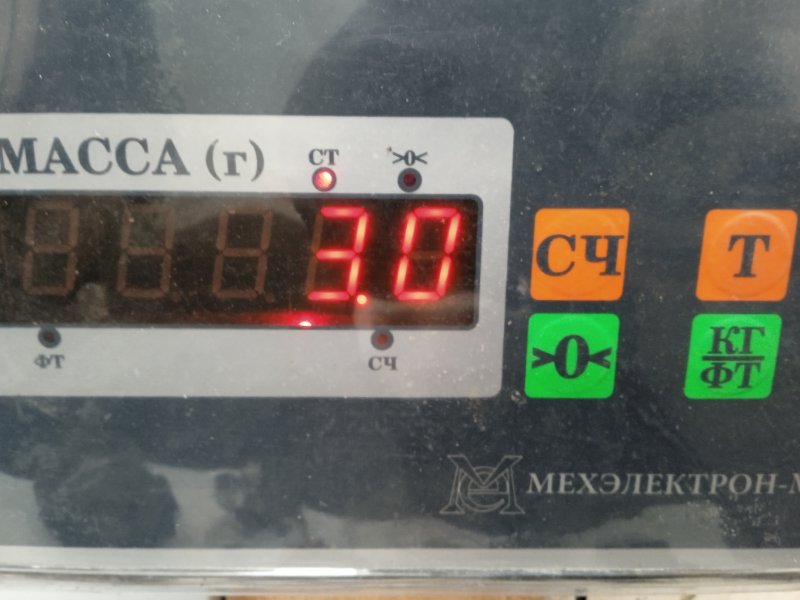 МАССА (г)
СТ >0<
3.0
ФТ СЧ
СЧ Т
>0< КГ
ФТ
МЕХЭЛЕКТРОН-М